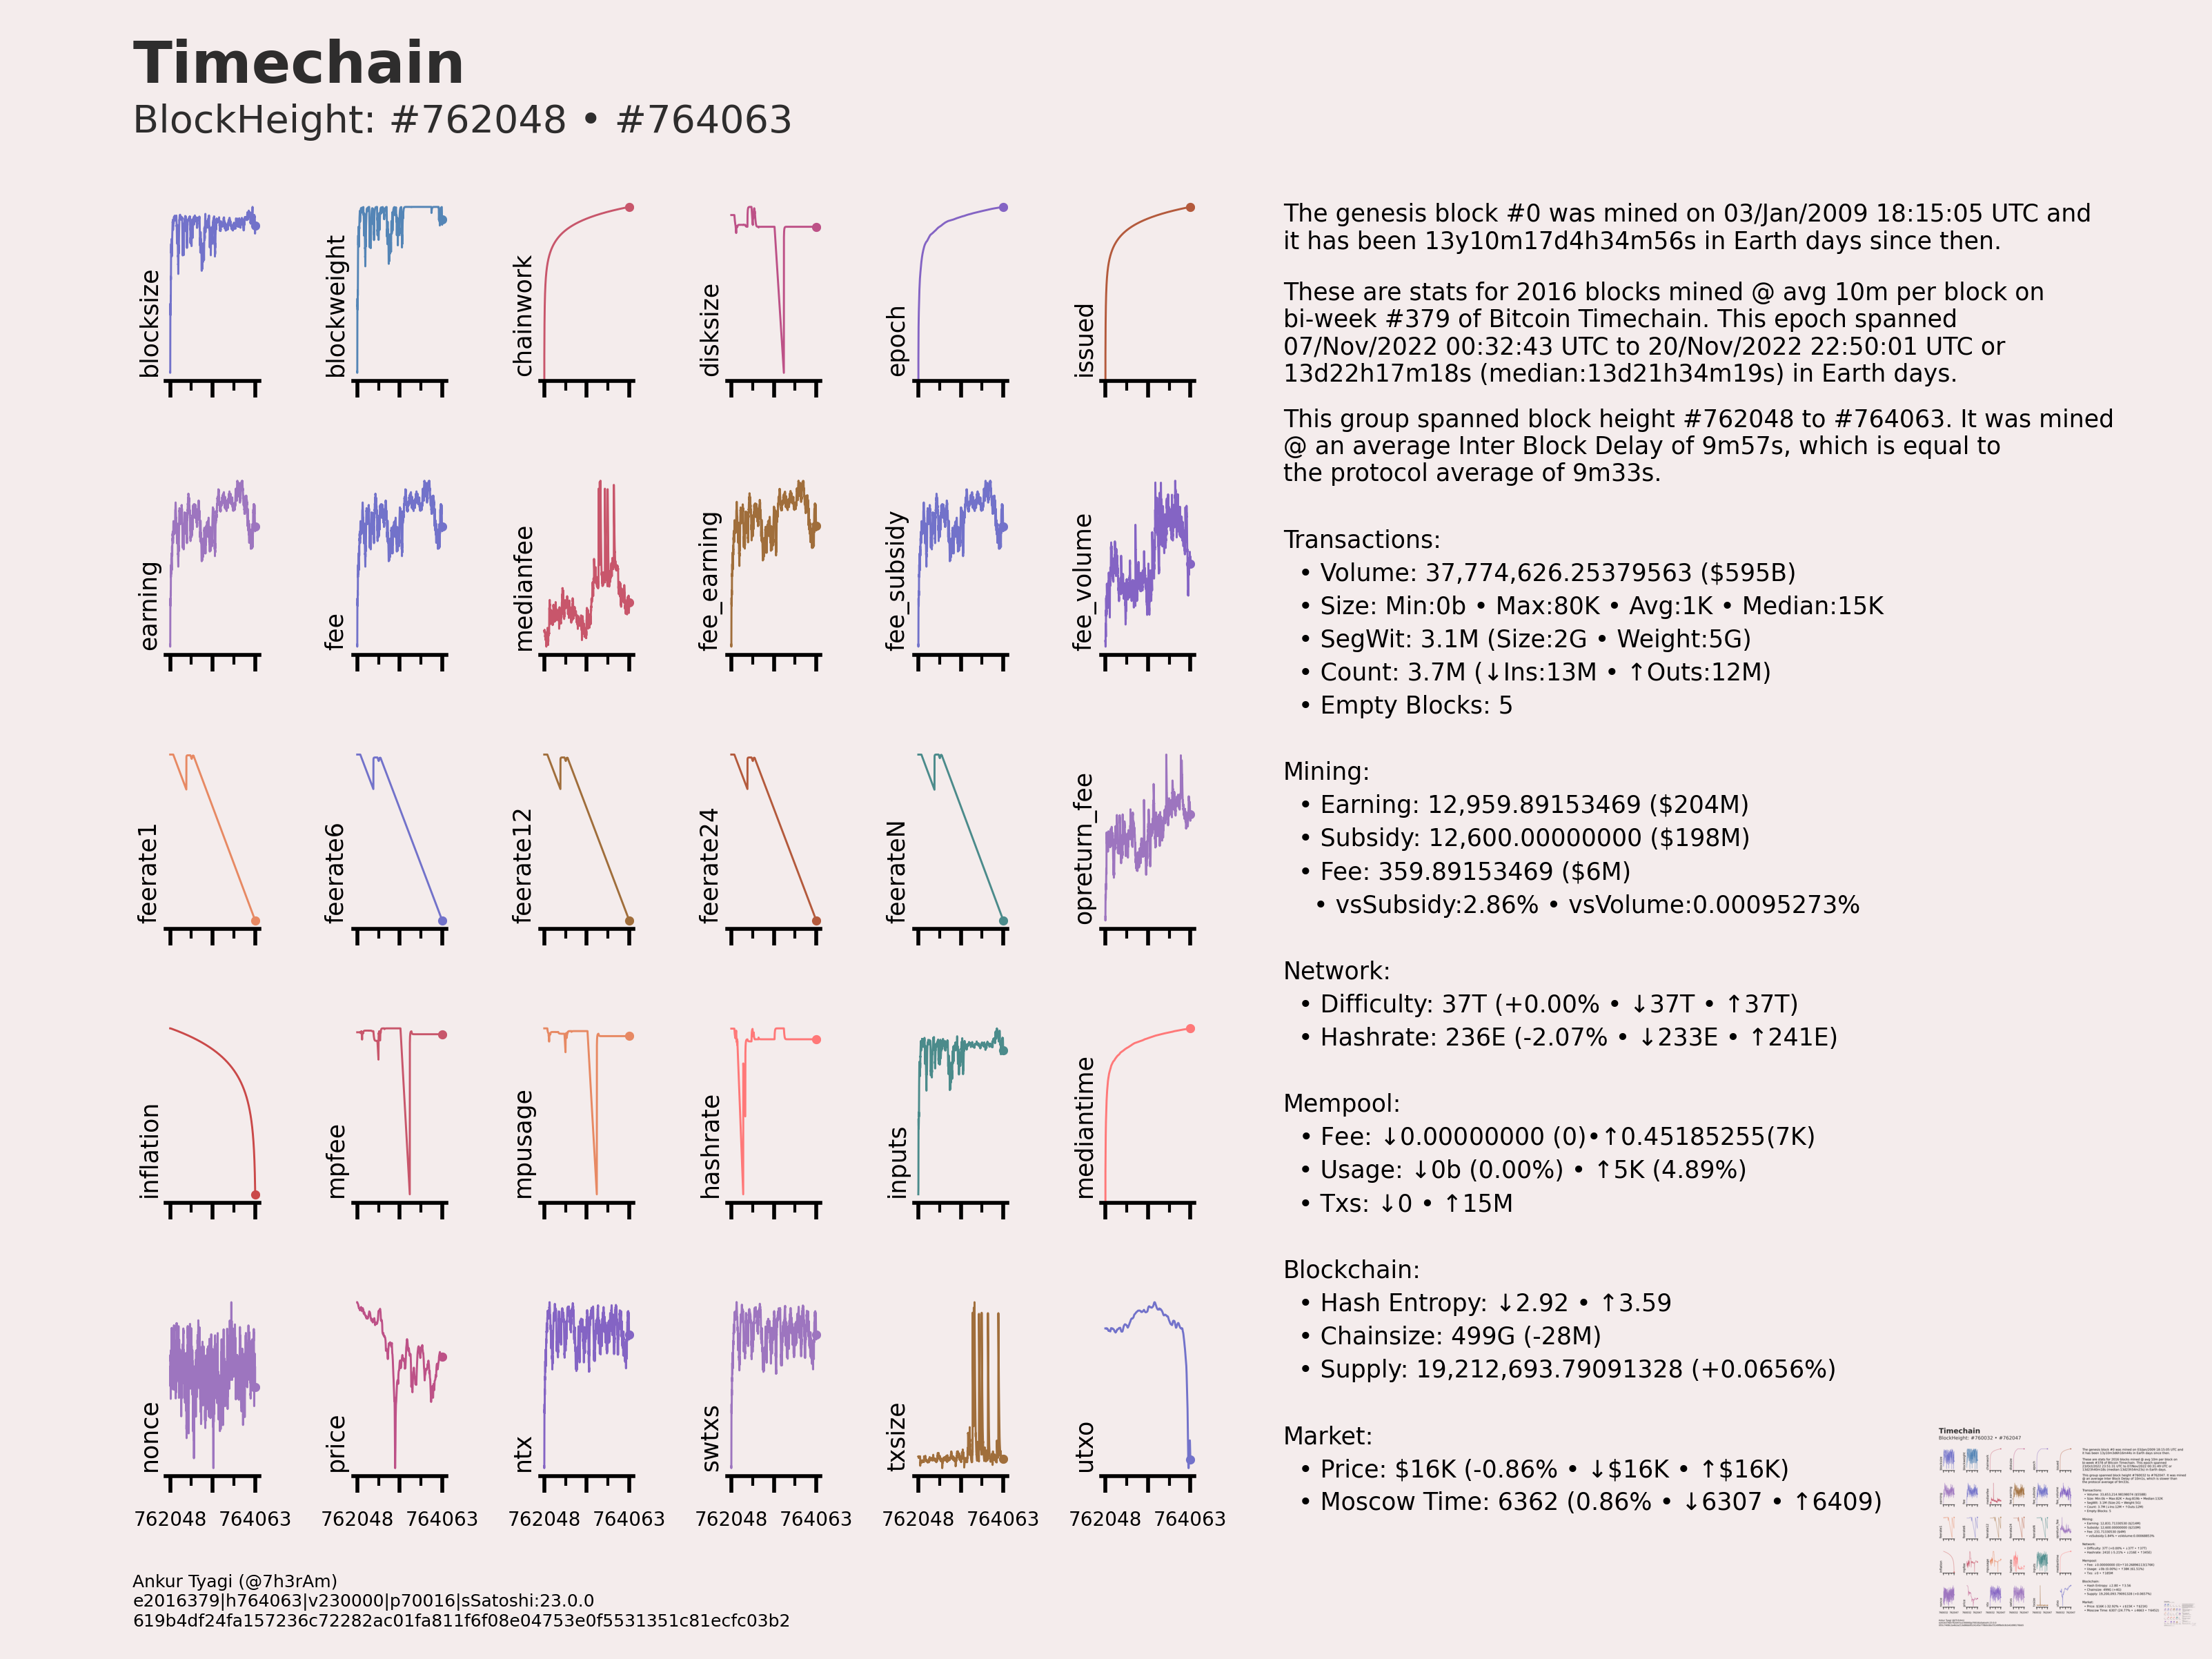 Timechain
BlockHeight: #762048 • #764063
blocksize
blockweight
chainwork
disksize
epoch
issued
earning
fee
medianfee
fee_earning
fee_subsidy
fee_volume
feerate1
feerate6
feerate12
feerate24
feerateN
opreturn_fee
inflation
mpfee
mpusage
hashrate
inputs
mediantime
nonce
price
ntx
swtxs
txsize
utxo
762048 764063 762048 764063 762048 764063 762048 764063 762048 764063 762048 764063
The genesis block #0 was mined on 03/Jan/2009 18:15:05 UTC and
it has been 13y10m17d4h34m56s in Earth days since then.
These are stats for 2016 blocks mined @ avg 10m per block on
bi-week #379 of Bitcoin Timechain. This epoch spanned
07/Nov/2022 00:32:43 UTC to 20/Nov/2022 22:50:01 UTC or
13d22h17m18s (median:13d21h34m19s) in Earth days.
This group spanned block height #762048 to #764063. It was mined
@ an average Inter Block Delay of 9m57s, which is equal to
the protocol average of 9m33s.
Transactions:
• Volume: 37,774,626.25379563 ($595B)
• Size: Min:0b • Max:80K • Avg:1K • Median:15K
• SegWit: 3.1M (Size:2G • Weight:5G)
• Count: 3.7M (↓Ins:13M • ↑Outs:12M)
• Empty Blocks: 5
Mining:
• Earning: 12,959.89153469 ($204M)
• Subsidy: 12,600.00000000 ($198M)
• Fee: 359.89153469 ($6M)
• vsSubsidy:2.86% • vsVolume:0.00095273%
Network:
• Difficulty: 37T (+0.00% • ↓37T • ↑37T)
• Hashrate: 236E (-2.07% • ↓233E • ↑241E)
Mempool:
• Fee: ↓0.00000000 (0)•↑0.45185255(7K)
• Usage: ↓0b (0.00%) • ↑5K (4.89%)
• Txs: ↓0 • ↑15M
Blockchain:
• Hash Entropy: ↓2.92 • ↑3.59
• Chainsize: 499G (-28M)
• Supply: 19,212,693.79091328 (+0.0656%)
Market:
• Price: $16K (-0.86% • ↓$16K • ↑$16K)
• Moscow Time: 6362 (0.86% • ↓6307 • ↑6409)
Ankur Tyagi (@7h3rAm)
e2016379|h764063|v230000|p70016|sSatoshi:23.0.0
619b4df24fa157236c72282ac01fa811f6f08e04753e0f5531351c81ecfc03b2
Timechain
BlockHeight: #760032 • #762047